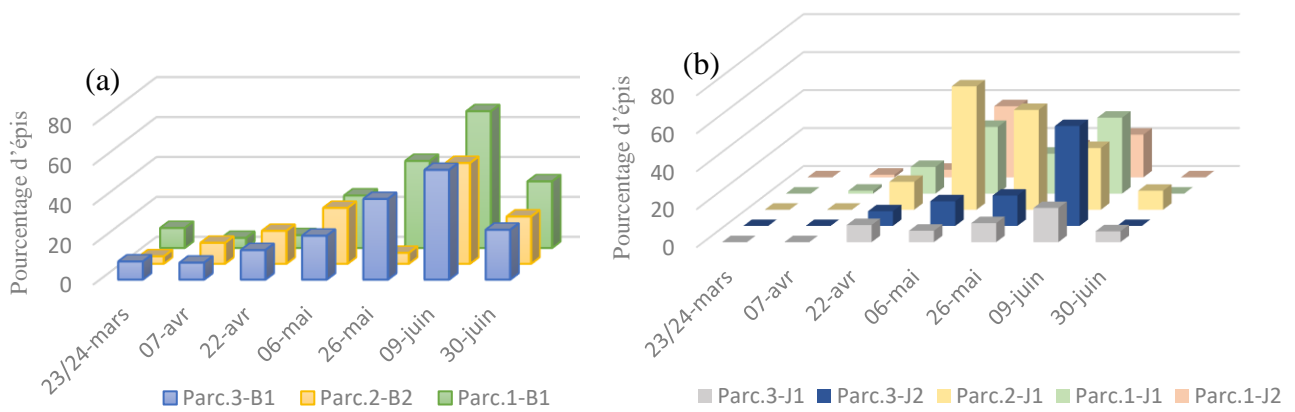 (a)
Pourcentage d'épis
80
60
40
20
0
23/24-mars
07-avr
22-avr
06-mai
26-mai
09-juin
30-juin
Parc.3-B1 Parc.2-B2 Parc.1-B1
(b)
Pourcentage d'épis
80
60
40
20
0
23/24-mars
07-avr
22-avr
06-mai
26-mai
09-juin
30-juin
Parc.3-J1 Parc.3-J2 Parc.2-J1 Parc.1-J1 Parc.1-J2